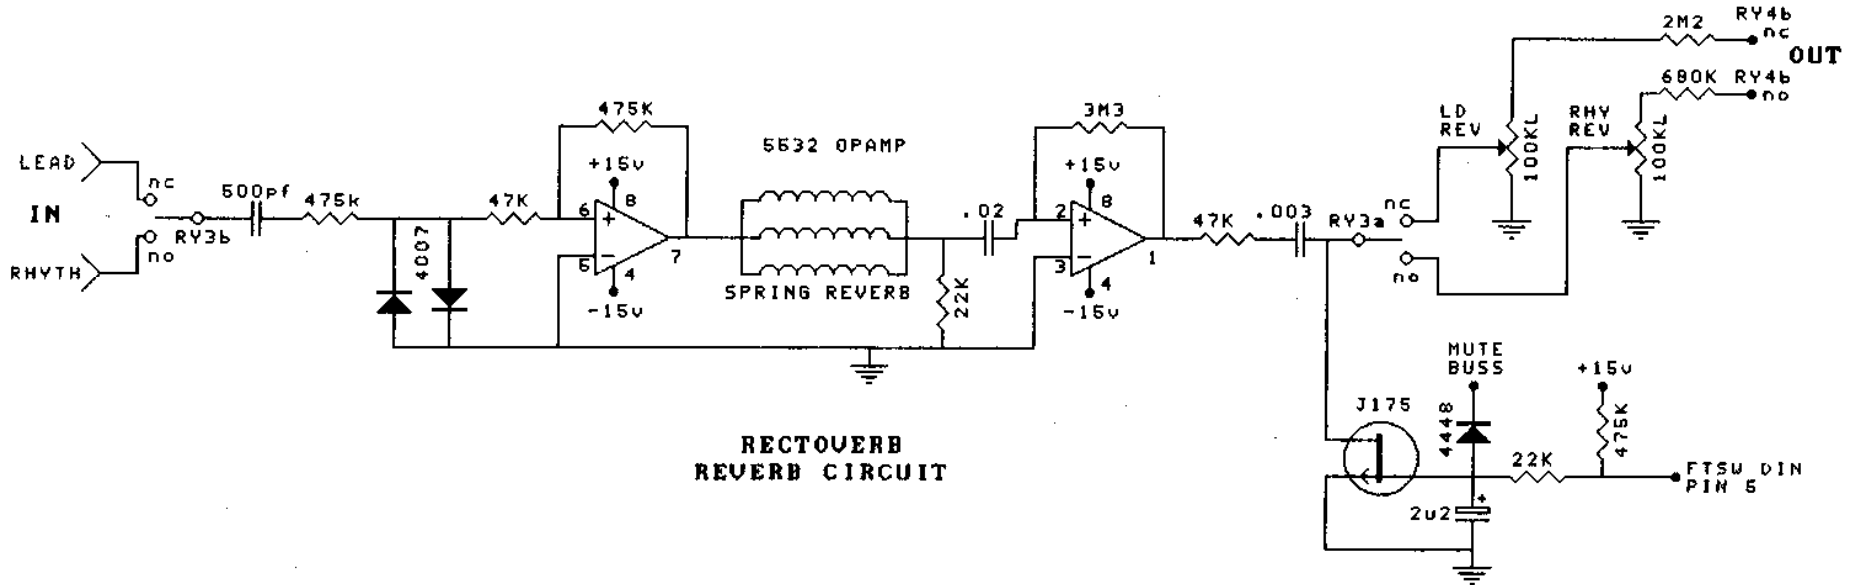 2M2
RY4b
nc
OUT
680K RY4b
no
LD
REV
100KL
RHY
REV
100KL
475K
3M3
5532 OPAMP
LEAD
nc
500pf
475k
47K
+15v
8
6
+
7
5
-
4
-15v
IN
RY3b
no
RHYTH
4007
SPRING REVERB
22K
.02
+15v
8
2
+
1
3
-
4
-15v
47K
.003
RY3a
nc
no
MUTE
BUSS
+15v
J175
4448
475K
22K
FTSW DIN
PIN 5
2u2
+
RECTOVERB
REVERB CIRCUIT